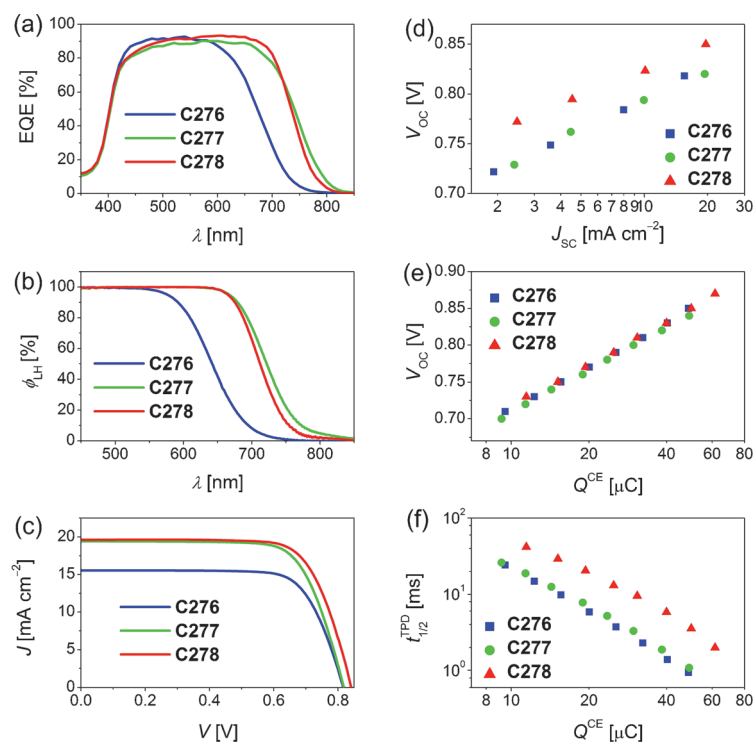 (a)
100
80
60
40
20
0
EQE [%]
C276
C277
C278
400 500 600 700 800
λ [nm]
(b)
100
80
60
40
20
0
ϕLH [%]
C276
C277
C278
500 600 700 800
λ [nm]
(c)
20
15
10
5
0
J [mA cm⁻²]
C276
C277
C278
0.0 0.2 0.4 0.6 0.8
V [V]
(d)
0.85
0.80
0.75
0.70
VOC [V]
C276
C277
C278
2 3 4 5 6 7 8 9 10 20 30
JSC [mA cm⁻²]
(e)
0.90
0.85
0.80
0.75
0.70
VOC [V]
C276
C277
C278
8 10 20 40 60 80
QCE [μC]
(f)
10²
10¹
10⁰
tTPD1/2 [ms]
C276
C277
C278
8 10 20 40 60 80
QCE [μC]